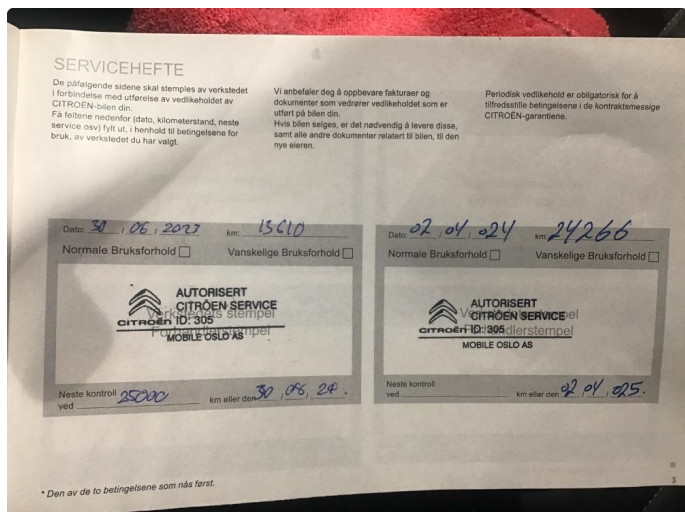 SERVICEHEFTE
De påfølgende sidene skal stemples av verkstedet
i forbindelse med utførelse av vedlikeholdet av
CITROËN-bilen din.
Få feltene nedenfor (dato, kilometerstand, neste
service osv) fylt ut, i henhold til betingelsene for
bruk, av verkstedet du har valgt.
Vi anbefaler deg å oppbevare fakturaer og
dokumenter som vedrører vedlikeholdet som er
utført på bilen din.
Hvis bilen selges, er det nødvendig å levere disse,
samt alle andre dokumenter relatert til bilen, til den
nye eieren.
Periodisk vedlikehold er obligatorisk for å
tilfredsstille betingelsene i de kontraktsmessige
CITROËN-garantiene.
Dato: 30 , 06 , 2023 km: 13610
Normale Bruksforhold Vanskelige Bruksforhold
Verkstedets stempel
Forhandlerstempel
AUTORISERT
CITRÖEN SERVICE
CITROËN ID: 305
MOBILE OSLO AS
Neste kontroll
ved 25000 km eller den 30 , 06 , 24 .
Dato: 02 , 04 , 024 km: 24266
Normale Bruksforhold Vanskelige Bruksforhold
AUTORISERT
CITRÖEN SERVICE
CITROËN ID: 305
MOBILE OSLO AS
Neste kontroll
ved km eller den 02 , 04 , 025 .
* Den av de to betingelsene som nås først.
3